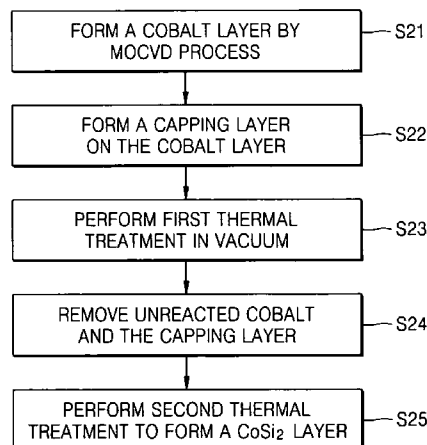 FORM A COBALT LAYER BY
MOCVD PROCESS
S21
FORM A CAPPING LAYER
ON THE COBALT LAYER
S22
PERFORM FIRST THERMAL
TREATMENT IN VACUUM
S23
REMOVE UNREACTED COBALT
AND THE CAPPING LAYER
S24
PERFORM SECOND THERMAL
TREATMENT TO FORM A CoSi₂ LAYER
S25